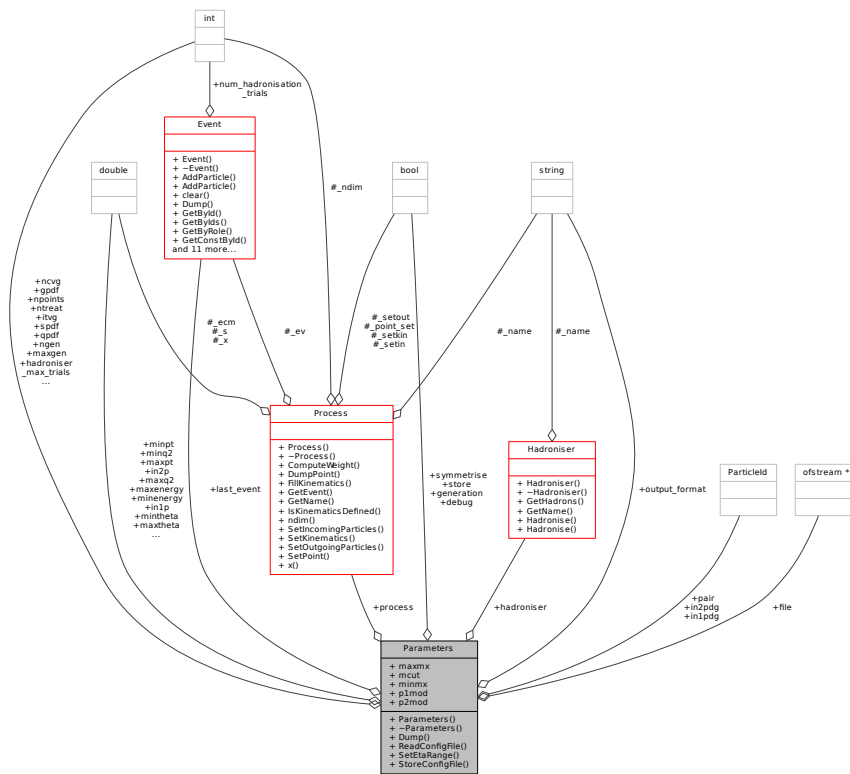 int
+num_hadronisation
_trials
Event
+ Event()
+ ~Event()
+ AddParticle()
+ AddParticle()
+ clear()
+ Dump()
+ GetById()
+ GetByIds()
+ GetByRole()
+ GetConstById()
and 11 more...
double
bool
string
#_ndim
+ncvg
+gpdf
+npoints
+ntreat
+itvg
+spdf
+qpdf
+ngen
+maxgen
+hadroniser
_max_trials
...
#_ecm
#_s
#_x
#_ev
#_setout
#_point_set
#_setkin
#_setin
#_name
#_name
Process
+ Process()
+ ~Process()
+ ComputeWeight()
+ DumpPoint()
+ FillKinematics()
+ GetEvent()
+ GetName()
+ IsKinematicsDefined()
+ ndim()
+ SetIncomingParticles()
+ SetKinematics()
+ SetOutgoingParticles()
+ SetPoint()
+ x()
Hadroniser
+ Hadroniser()
+ ~Hadroniser()
+ GetHadrons()
+ GetName()
+ Hadronise()
+ Hadronise()
ParticleId
ofstream *
+minpt
+minq2
+maxpt
+in2p
+maxq2
+maxenergy
+minenergy
+in1p
+mintheta
+maxtheta
...
+last_event
+symmetrise
+store
+generation
+debug
+output_format
+process
+hadroniser
+pair
+in2pdg
+in1pdg
+file
Parameters
+ maxmx
+ mcut
+ minmx
+ p1mod
+ p2mod
+ Parameters()
+ ~Parameters()
+ Dump()
+ ReadConfigFile()
+ SetEtaRange()
+ StoreConfigFile()